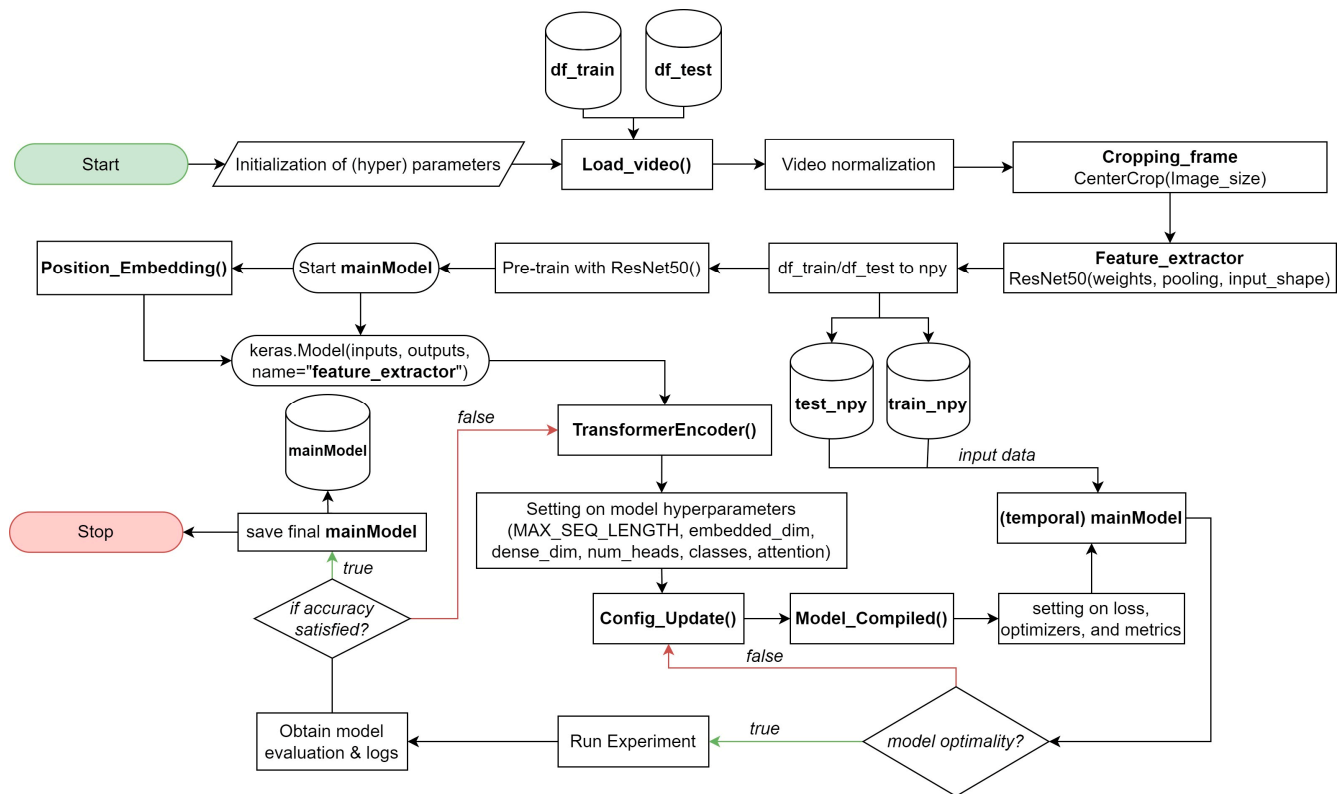 df_train
df_test
Start
Initialization of (hyper) parameters
Load_video()
Video normalization
Cropping_frame
CenterCrop(Image_size)
Position_Embedding()
Start mainModel
Pre-train with ResNet50()
df_train/df_test to npy
Feature_extractor
ResNet50(weights, pooling, input_shape)
keras.Model(inputs, outputs,
name="feature_extractor")
test_npy
train_npy
false
TransformerEncoder()
mainModel
input data
Stop
save final mainModel
Setting on model hyperparameters
(MAX_SEQ_LENGTH, embedded_dim,
dense_dim, num_heads, classes, attention)
(temporal) mainModel
true
if accuracy
satisfied?
Config_Update()
Model_Compiled()
setting on loss,
optimizers, and metrics
false
Obtain model
evaluation & logs
Run Experiment
true
model optimality?